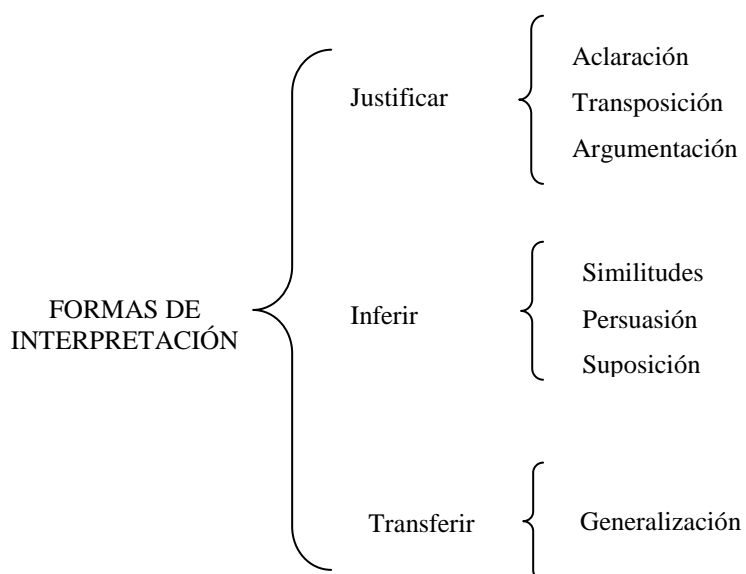 FORMAS DE
INTERPRETACIÓN
Justificar
Aclaración
Transposición
Argumentación
Inferir
Similitudes
Persuasión
Suposición
Transferir
Generalización